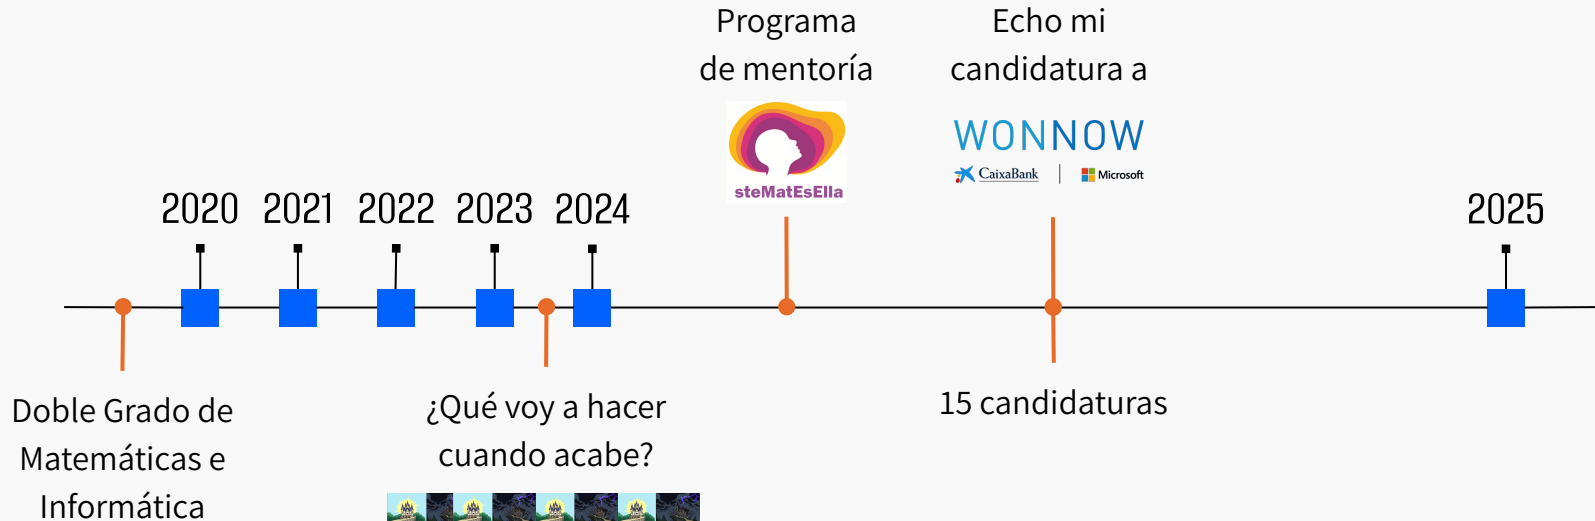 Programa
de mentoría
steMatEsElla
Echo mi
candidatura a
WONNOW
CaixaBank | Microsoft
2020 2021 2022 2023 2024 2025
Doble Grado de
Matemáticas e
Informática
¿Qué voy a hacer
cuando acabe?
15 candidaturas